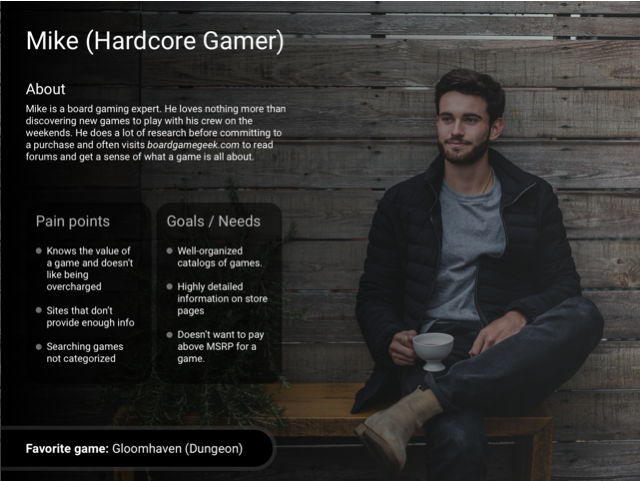 Mike (Hardcore Gamer)
About
Mike is a board gaming expert. He loves nothing more than
discovering new games to play with his crew on the
weekends. He does a lot of research before committing to
a purchase and often visits boardgamegeek.com to read
forums and get a sense of what a game is all about.
Pain points
Knows the value of
a game and doesn't
like being
overcharged
Sites that don't
provide enough info
Searching games
not categorized
Goals / Needs
Well-organized
catalogs of games.
Highly detailed
information on store
pages
Doesn't want to pay
above MSRP for a
game.
Favorite game: Gloomhaven (Dungeon)